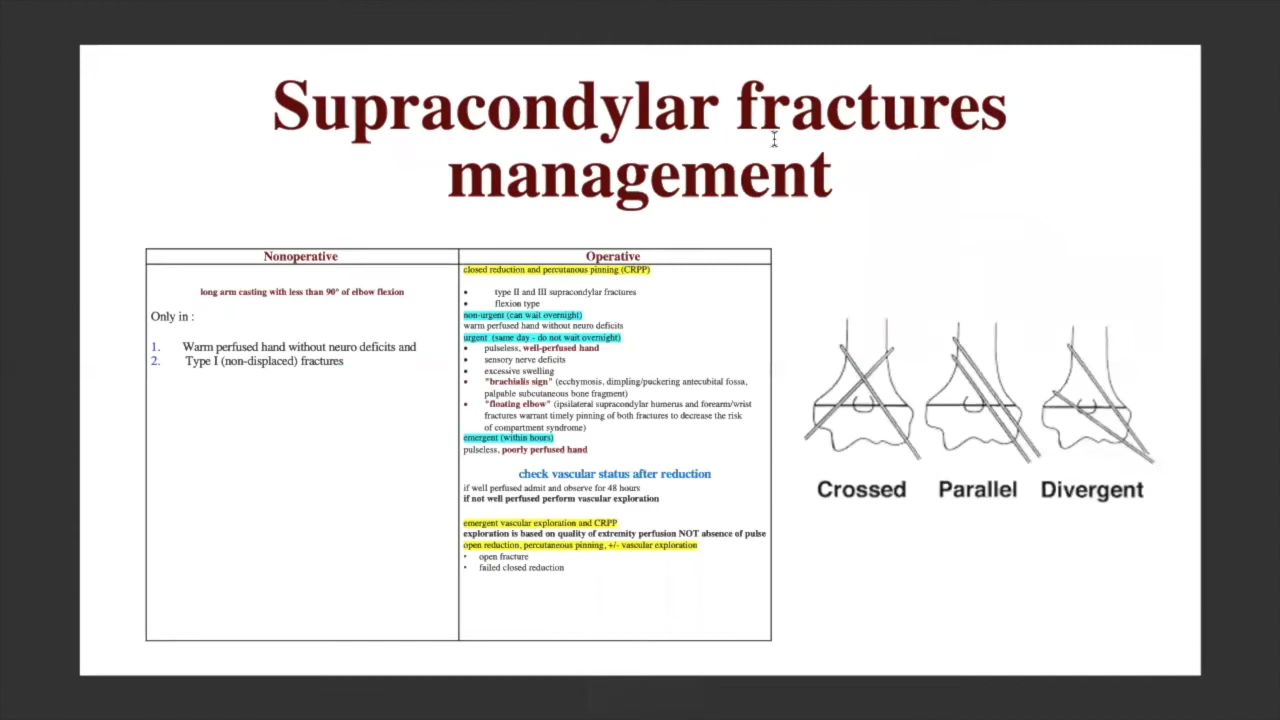 Supracondylar fractures
management
Nonoperative
long arm casting with less than 90° of elbow flexion
Only in :
1. Warm perfused hand without neuro deficits and
2. Type I (non-displaced) fractures
Operative
closed reduction and percutanous pinning (CRPP)
• type II and III supracondylar fractures
• flexion type
non-urgent (can wait overnight)
warm perfused hand without neuro deficits
urgent (same day - do not wait overnight)
• pulseless, well-perfused hand
• sensory nerve deficits
• excessive swelling
• "brachialis sign" (ecchymosis, dimpling/puckering antecubital fossa,
palpable subcutaneous bone fragment)
• "floating elbow" (ipsilateral supracondylar humerus and forearm/wrist
fractures warrant timely pinning of both fractures to decrease the risk
of compartment syndrome)
emergent (within hours)
pulseless, poorly perfused hand
check vascular status after reduction
if well perfused admit and observe for 48 hours
if not well perfused perform vascular exploration
emergent vascular exploration and CRPP
exploration is based on quality of extremity perfusion NOT absence of pulse
open reduction, percutaneous pinning, +/- vascular exploration
• open fracture
• failed closed reduction
Crossed Parallel Divergent